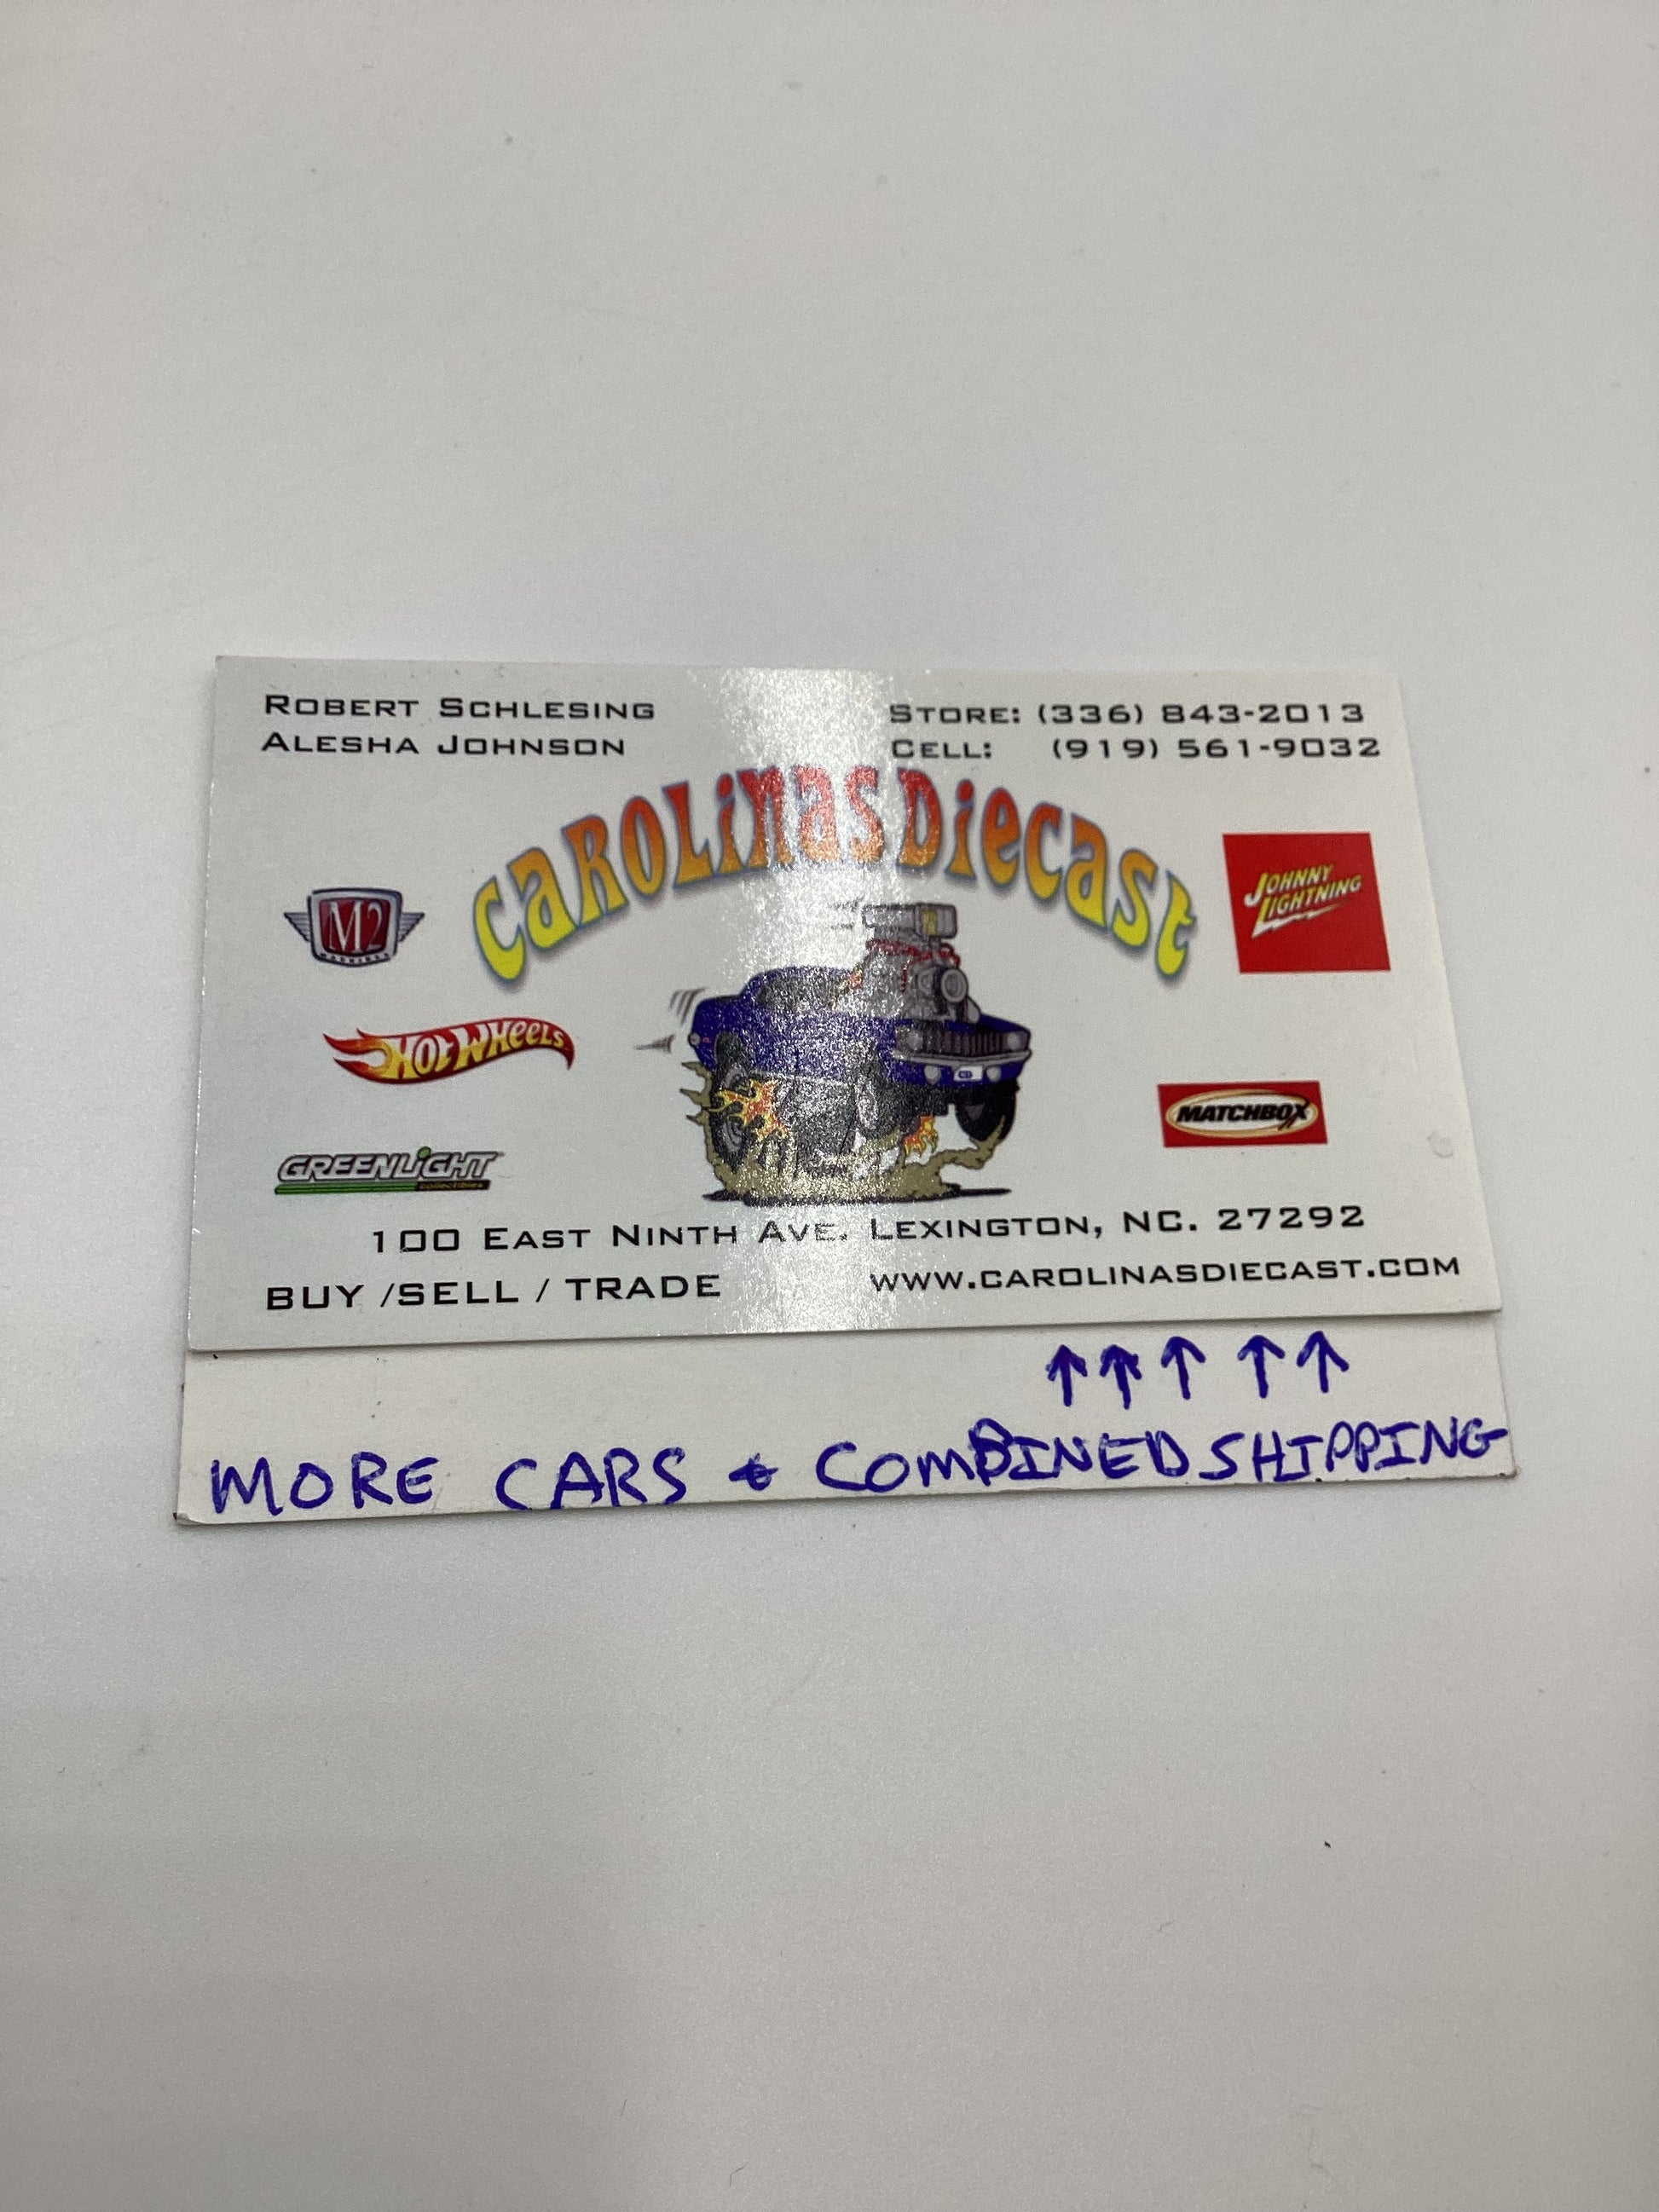 ROBERT SCHLESING
ALESHA JOHNSON
STORE: (336) 843-2013
CELL: (919) 561-9032
CAROLINAS DIECAST
M2
MACHINES
JOHNNY
LIGHTNING
HOT WHEELS
MATCHBOX
GREENLIGHT
collectibles
100 EAST NINTH AVE. LEXINGTON, NC. 27292
BUY /SELL / TRADE
WWW.CAROLINASDIECAST.COM
↑↑↑↑↑
MORE CARS & COMBINED SHIPPING